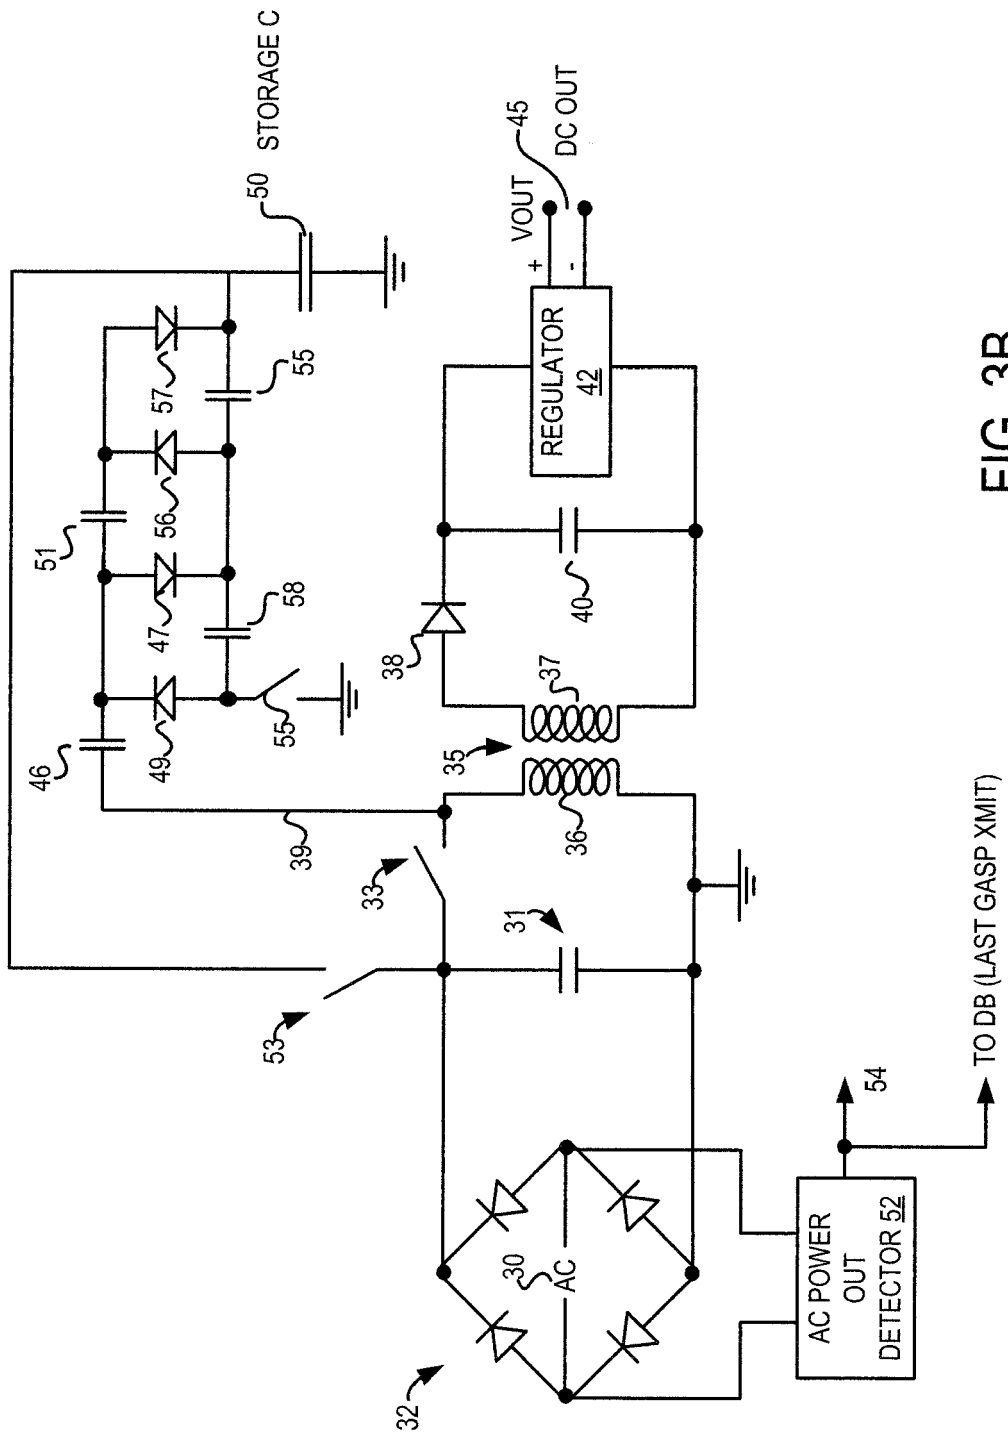 46
51
49
47
56
57
50
STORAGE C
53
39
55
58
55
33
38
32
35
31
30
AC
36
37
40
REGULATOR
42
VOUT
+
-
45
DC OUT
AC POWER
OUT
DETECTOR 52
54
TO DB (LAST GASP XMIT)
FIG. 3B